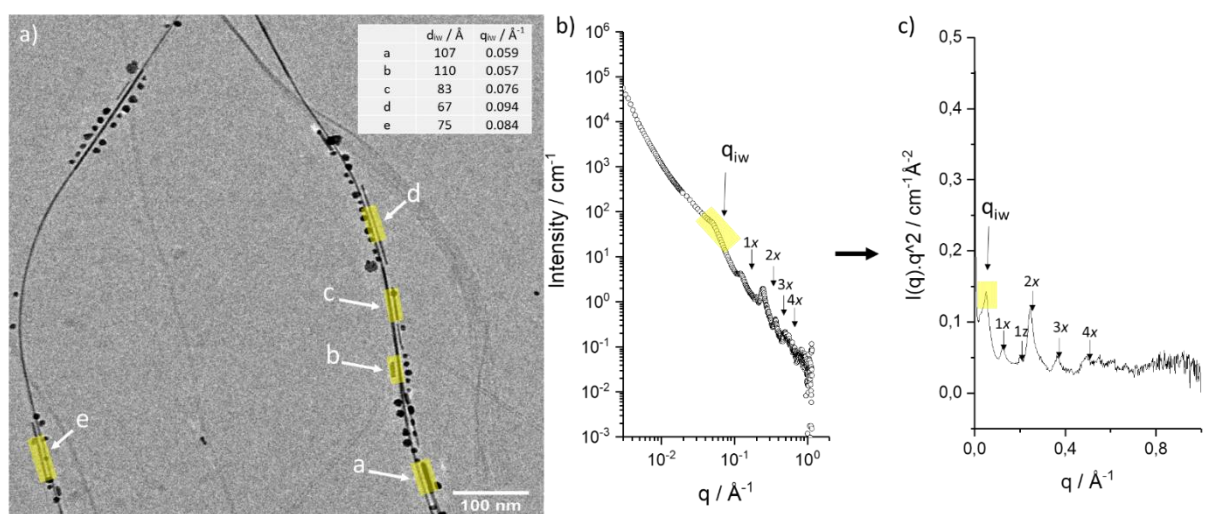 a)
d_iw / Å q_iw / Å⁻¹
a 107 0.059
b 110 0.057
c 83 0.076
d 67 0.094
e 75 0.084
d
c
b
e
a
100 nm
b)
10⁶
10⁵
10⁴
10³
10²
10¹
10⁰
10⁻¹
10⁻²
10⁻³
Intensity / cm⁻¹
q_iw
1x
2x
3x
4x
10⁻² 10⁻¹ 10⁰
q / Å⁻¹
c)
0,5
0,4
0,3
0,2
0,1
0,0
I(q).q^2 / cm⁻¹Å⁻²
q_iw
1x
1z
2x
3x
4x
0,0 0,4 0,8
q / Å⁻¹